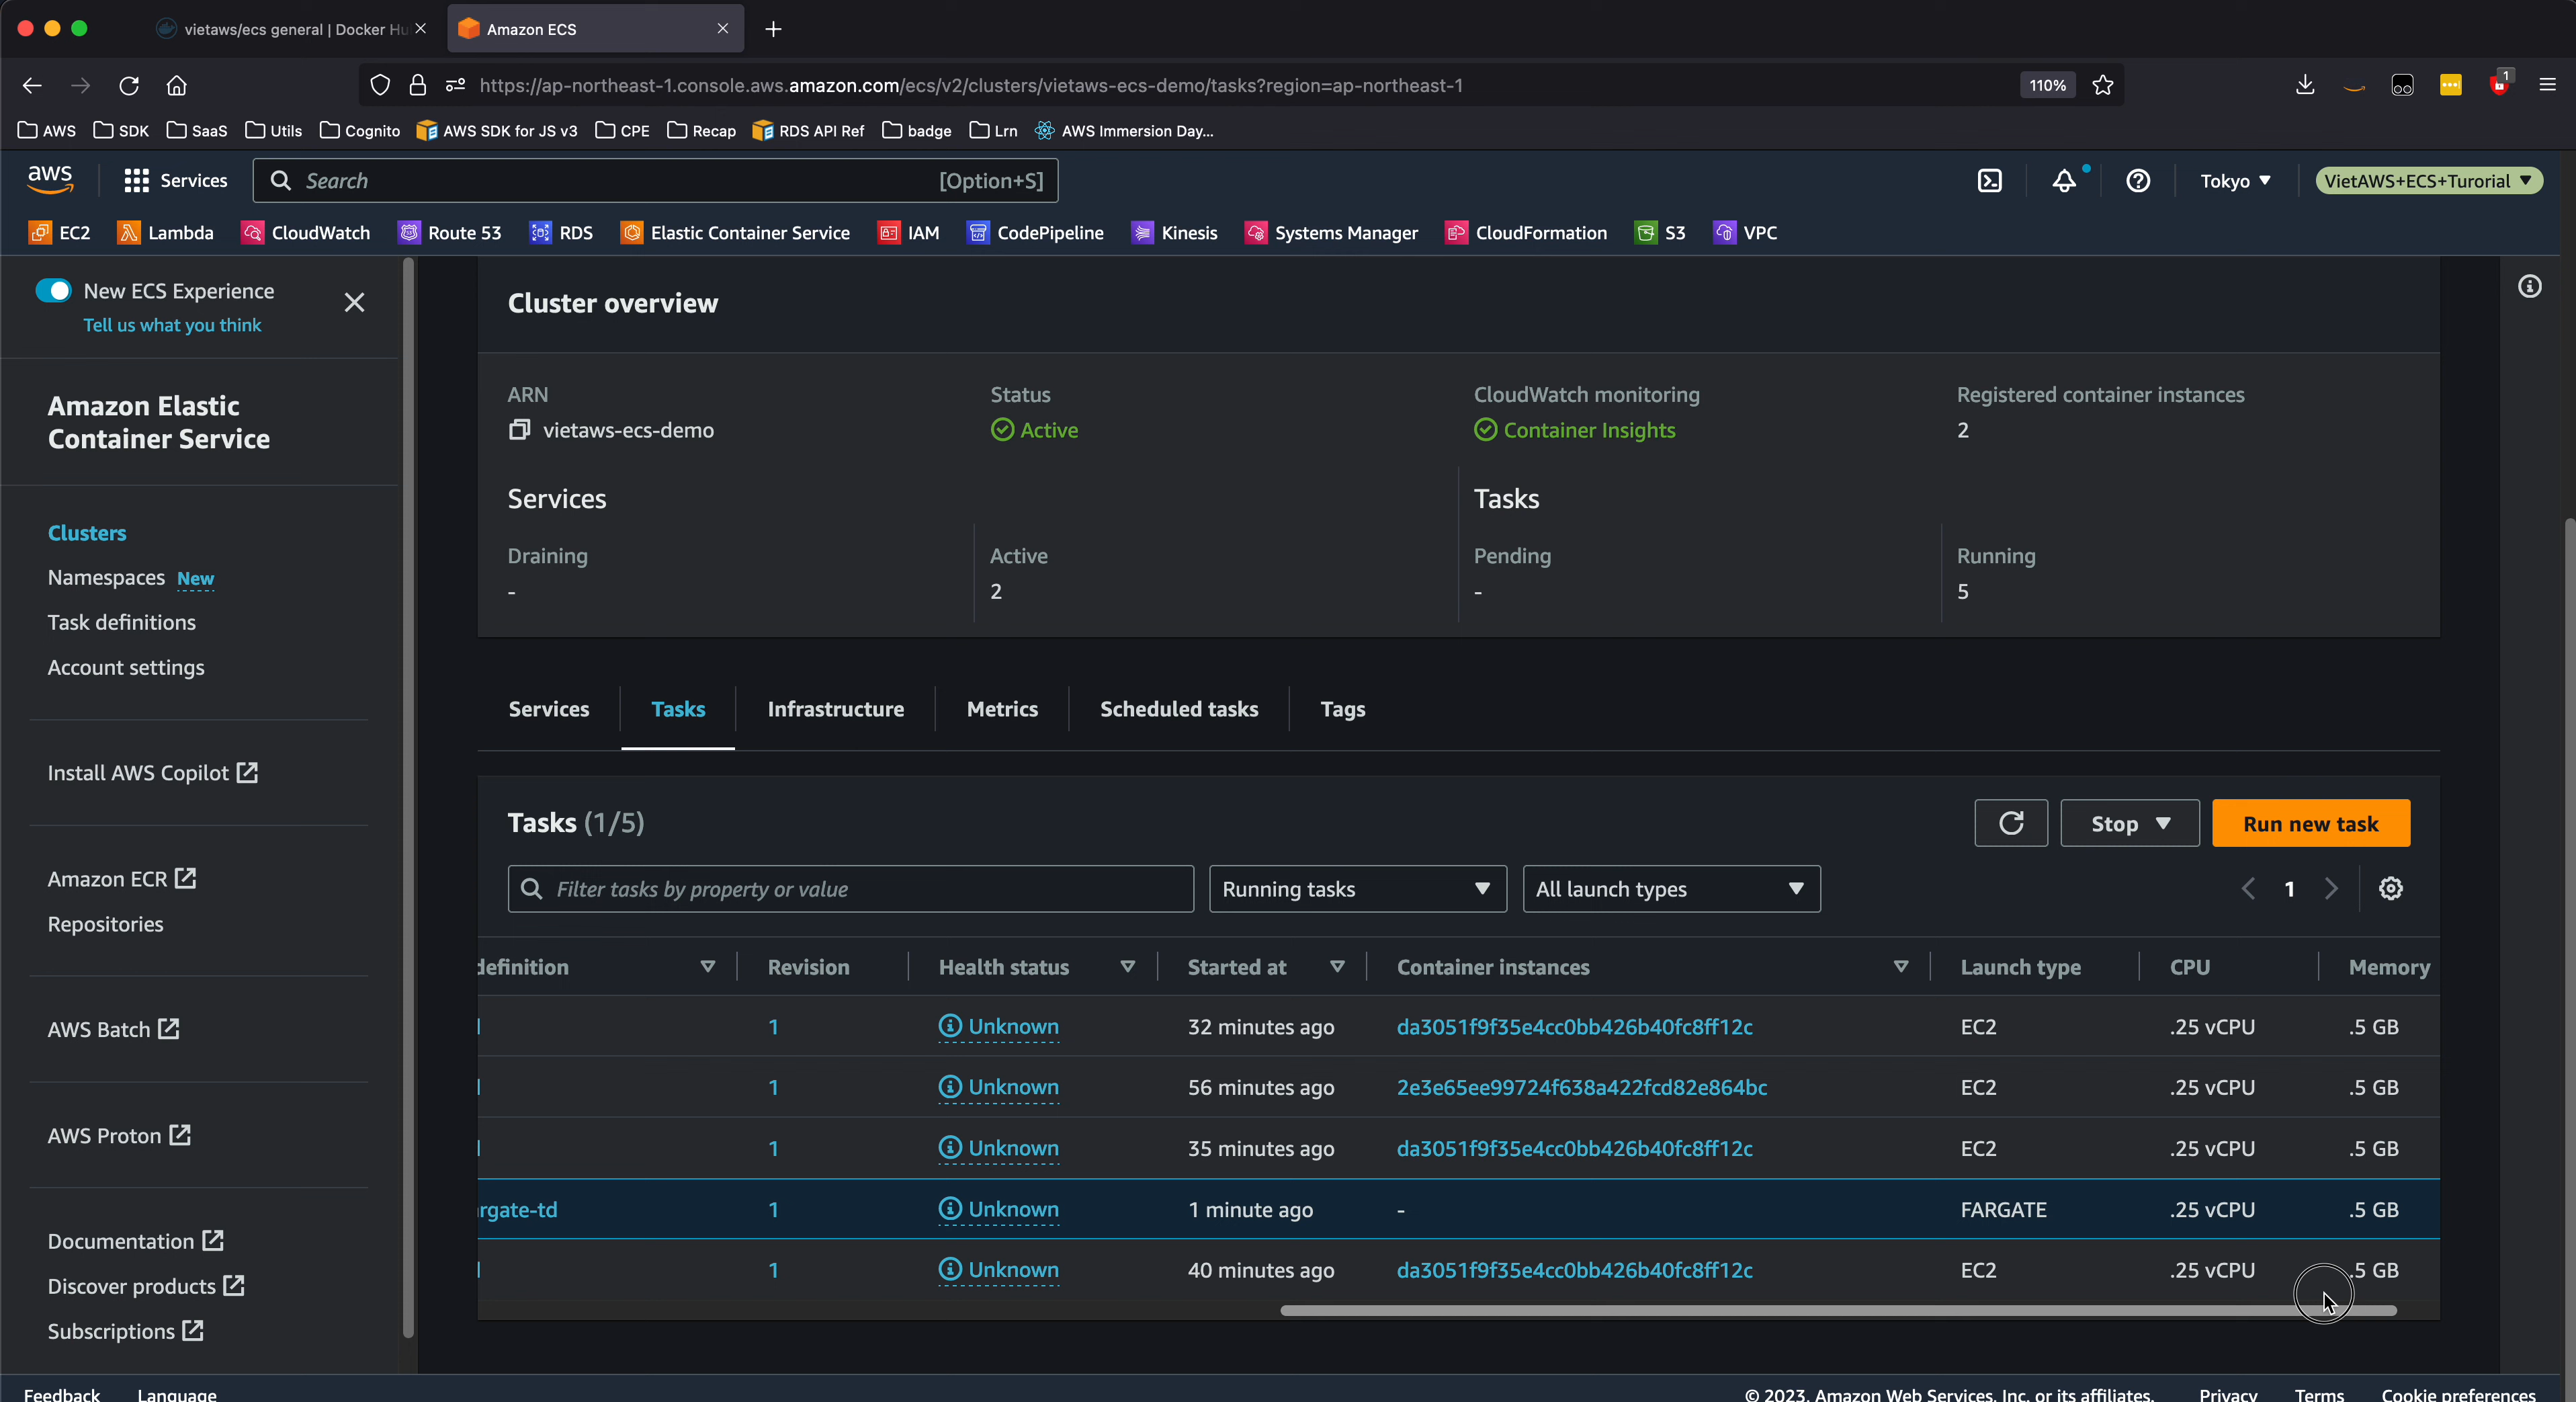 vietaws/ecs general | Docker Hu
Amazon ECS
https://ap-northeast-1.console.aws.amazon.com/ecs/v2/clusters/vietaws-ecs-demo/tasks?region=ap-northeast-1
110%
1
AWS SDK SaaS Utils Cognito AWS SDK for JS v3 CPE Recap RDS API Ref badge Lrn AWS Immersion Day...
aws Services Search [Option+S] Tokyo VietAWS+ECS+Turorial
EC2 Lambda CloudWatch Route 53 RDS Elastic Container Service IAM CodePipeline Kinesis Systems Manager CloudFormation S3 VPC
New ECS Experience
Tell us what you think
Amazon Elastic
Container Service
Clusters
Namespaces New
Task definitions
Account settings
Install AWS Copilot
Amazon ECR
Repositories
AWS Batch
AWS Proton
Documentation
Discover products
Subscriptions
Cluster overview
ARN Status CloudWatch monitoring Registered container instances
vietaws-ecs-demo Active Container Insights 2
Services Tasks
Draining Active Pending Running
- 2 - 5
Services Tasks Infrastructure Metrics Scheduled tasks Tags
Tasks (1/5) Stop Run new task
Filter tasks by property or value Running tasks All launch types 1
definition Revision Health status Started at Container instances Launch type CPU Memory
1 Unknown 32 minutes ago da3051f9f35e4cc0bb426b40fc8ff12c EC2 .25 vCPU .5 GB
1 Unknown 56 minutes ago 2e3e65ee99724f638a422fcd82e864bc EC2 .25 vCPU .5 GB
1 Unknown 35 minutes ago da3051f9f35e4cc0bb426b40fc8ff12c EC2 .25 vCPU .5 GB
rgate-td 1 Unknown 1 minute ago - FARGATE .25 vCPU .5 GB
1 Unknown 40 minutes ago da3051f9f35e4cc0bb426b40fc8ff12c EC2 .25 vCPU .5 GB
Feedback Language © 2023, Amazon Web Services, Inc. or its affiliates. Privacy Terms Cookie preferences